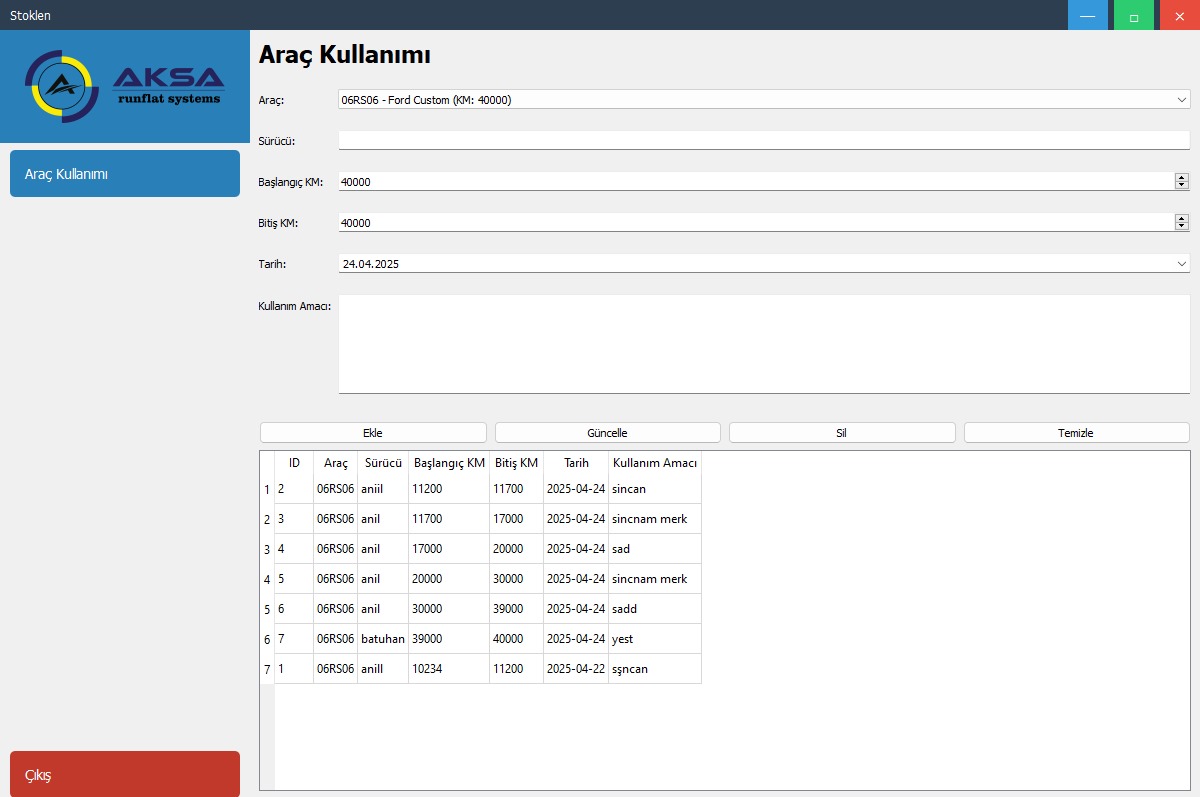 Stoklen
AKSA
runflat systems
Araç Kullanımı
Çıkış
Araç Kullanımı
Araç: 06RS06 - Ford Custom (KM: 40000)
Sürücü:
Başlangıç KM: 40000
Bitiş KM: 40000
Tarih: 24.04.2025
Kullanım Amacı:
Ekle Güncelle Sil Temizle
ID Araç Sürücü Başlangıç KM Bitiş KM Tarih Kullanım Amacı
1 2 06RS06 aniil 11200 11700 2025-04-24 sincan
2 3 06RS06 anil 11700 17000 2025-04-24 sincnam merk
3 4 06RS06 anil 17000 20000 2025-04-24 sad
4 5 06RS06 anil 20000 30000 2025-04-24 sincnam merk
5 6 06RS06 anil 30000 39000 2025-04-24 sadd
6 7 06RS06 batuhan 39000 40000 2025-04-24 yest
7 1 06RS06 anill 10234 11200 2025-04-22 sşncan